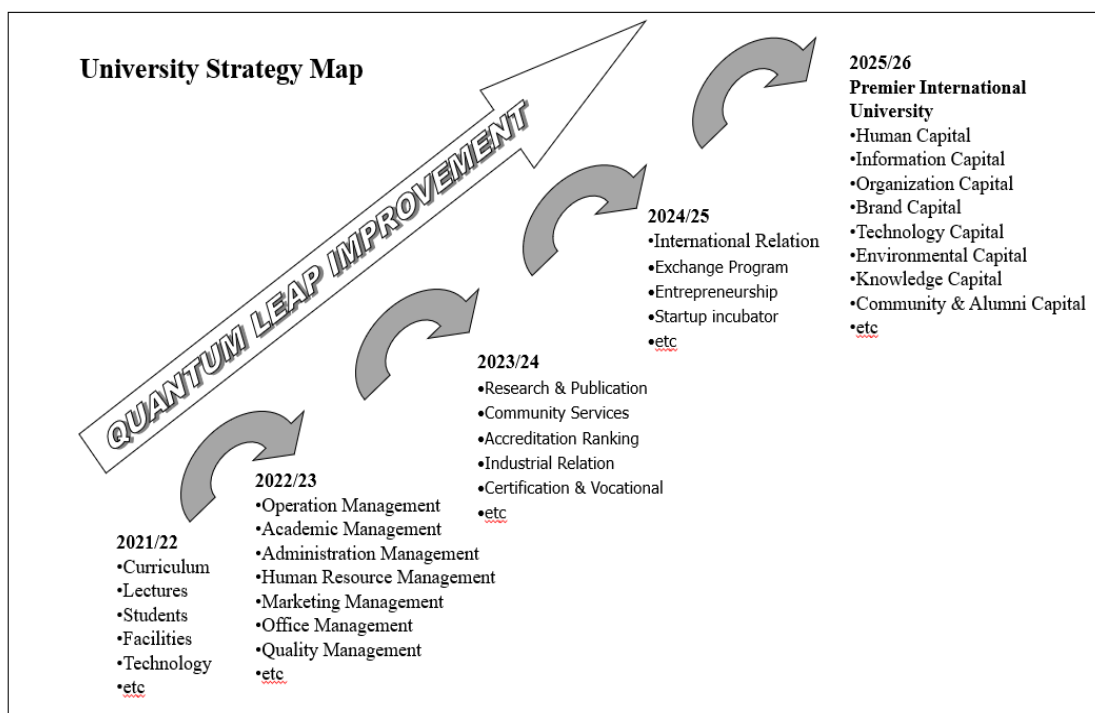 University Strategy Map
QUANTUM LEAP IMPROVEMENT
2021/22
•Curriculum
•Lectures
•Students
•Facilities
•Technology
•etc
2022/23
•Operation Management
•Academic Management
•Administration Management
•Human Resource Management
•Marketing Management
•Office Management
•Quality Management
•etc
2023/24
•Research & Publication
•Community Services
•Accreditation Ranking
•Industrial Relation
•Certification & Vocational
•etc
2024/25
•International Relation
•Exchange Program
•Entrepreneurship
•Startup incubator
•etc
2025/26
Premier International
University
•Human Capital
•Information Capital
•Organization Capital
•Brand Capital
•Technology Capital
•Environmental Capital
•Knowledge Capital
•Community & Alumni Capital
•etc